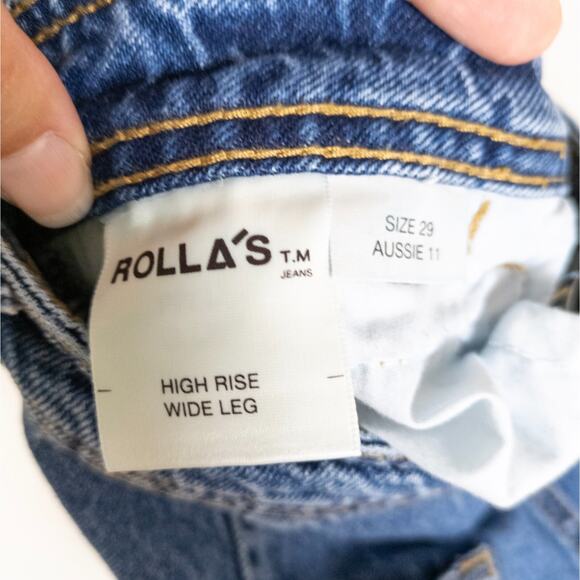 ROLLA'S T.M
JEANS
HIGH RISE
WIDE LEG
SIZE 29
AUSSIE 11